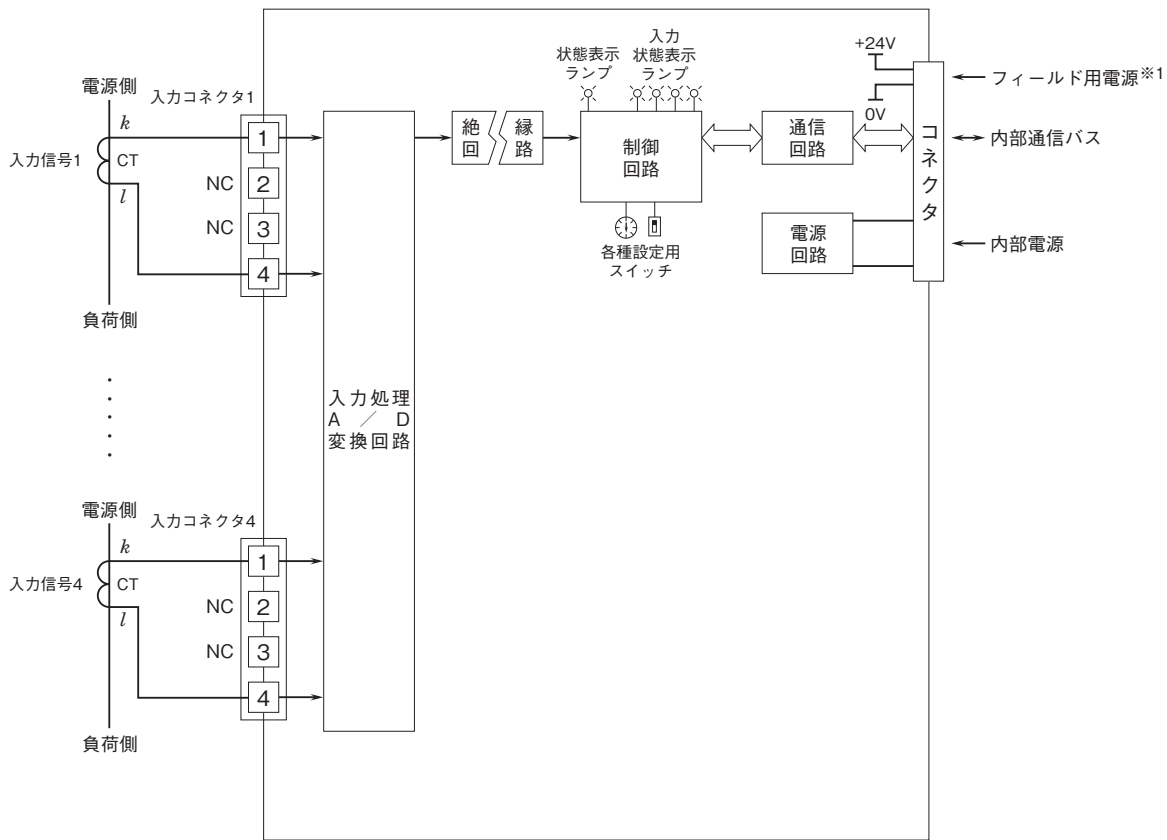 入力
状態表示
ランプ
状態表示
ランプ
+24V
0V
フィールド用電源※1
内部通信バス
内部電源
コネクタ
電源側
入力コネクタ1
k
入力信号1
CT
l
1
NC
2
NC
3
4
負荷側
絶縁
回路
制御
回路
通信
回路
電源
回路
各種設定用
スイッチ
入力処理
A／D
変換回路
電源側
入力コネクタ4
k
入力信号4
CT
l
1
NC
2
NC
3
4
負荷側